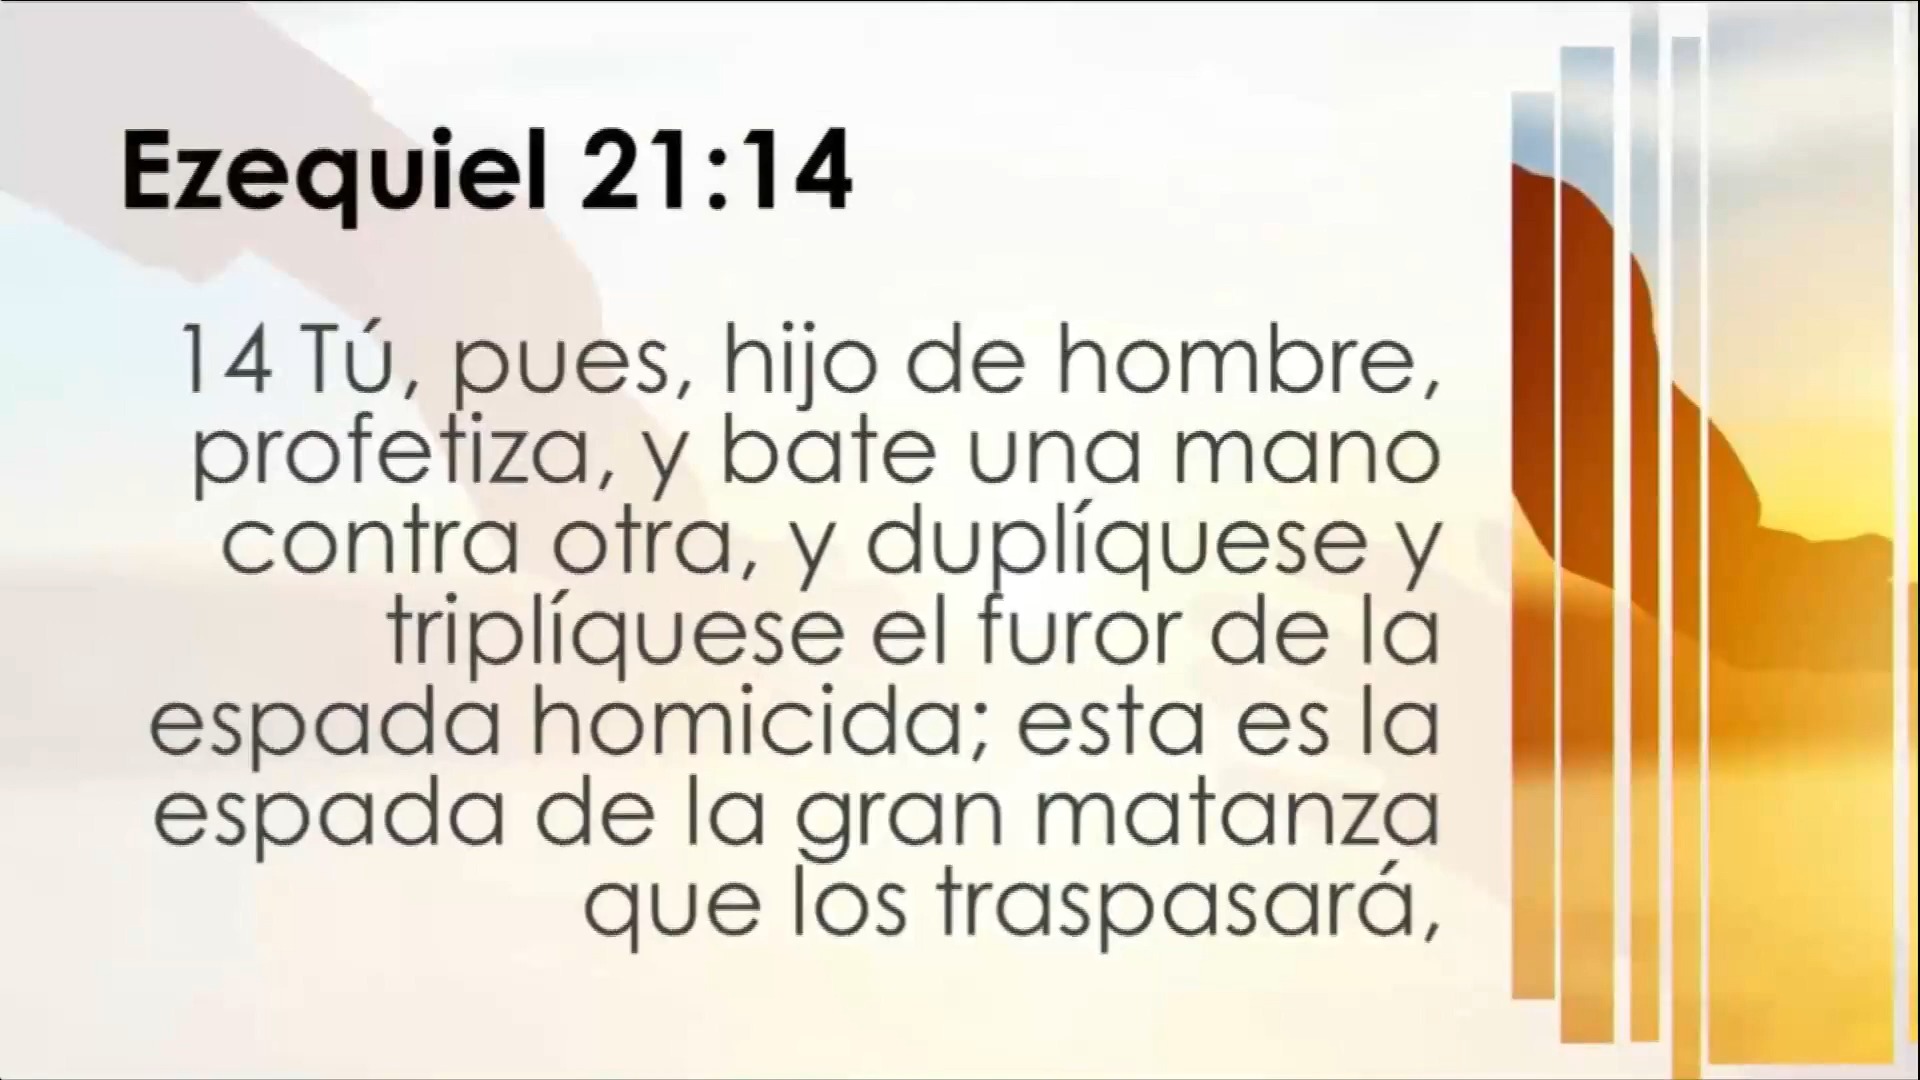 Ezequiel 21:14
14 Tú, pues, hijo de hombre,
profetiza, y bate una mano
contra otra, y duplíquese y
triplíquese el furor de la
espada homicida; esta es la
espada de la gran matanza
que los traspasará,